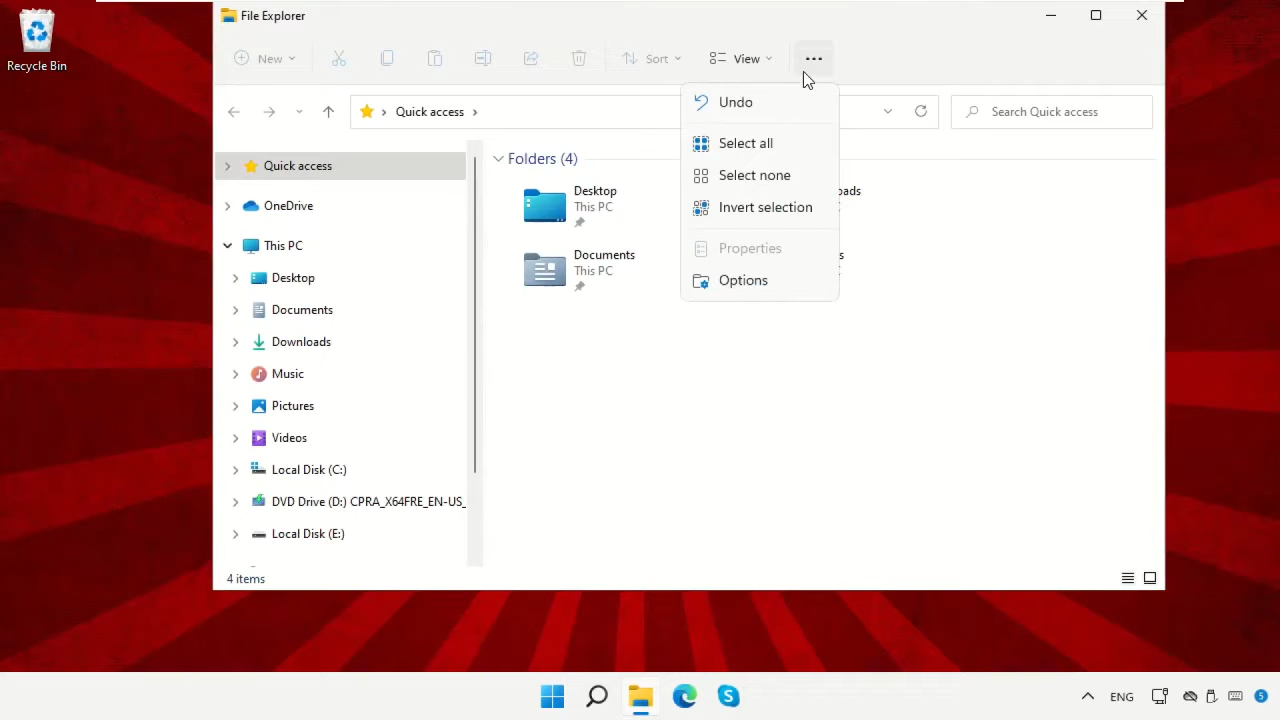 File Explorer
Recycle Bin
New
Sort
View
Quick access
Search Quick access
Undo
Select all
Select none
Invert selection
Properties
Options
Quick access
OneDrive
This PC
Desktop
Documents
Downloads
Music
Pictures
Videos
Local Disk (C:)
DVD Drive (D:) CPRA_X64FRE_EN-US_
Local Disk (E:)
Folders (4)
Desktop
This PC
Documents
This PC
4 items
ENG
5